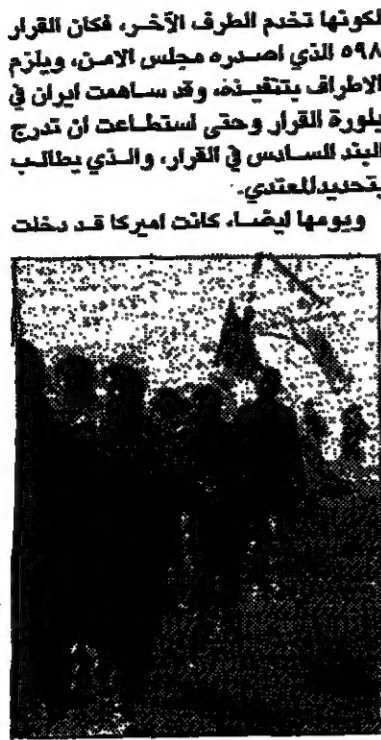 لكونها تخدم الطرف الآخر، فكان القرار
٥٩٨ الذي اصدره مجلس الامن، ويلزم
الاطراف بتنفيذه، وقد ساهمت ايران في
بلورة القرار وحتى استطاعت ان تدرج
البند السادس في القرار، والذي يطالب
بتحديد المعتدي.
ويومها ايضا، كانت اميركا قد دخلت